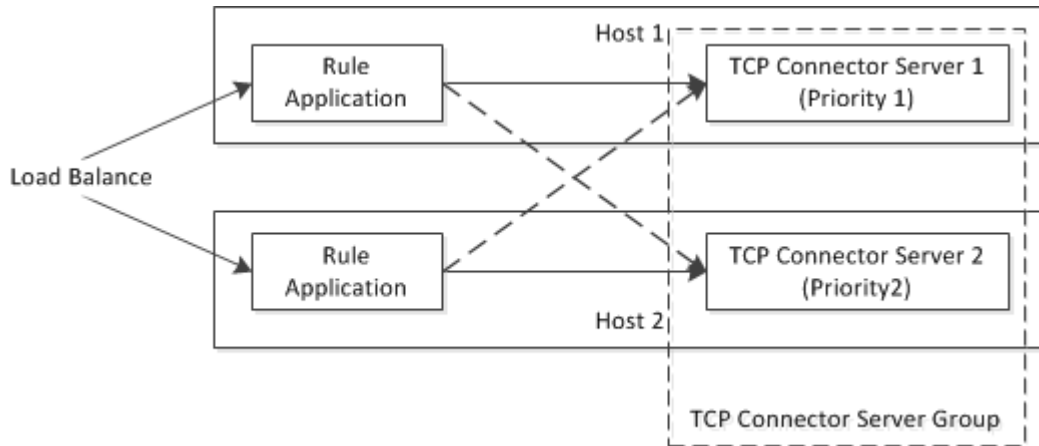 Host 1
Rule
Application
TCP Connector Server 1
(Priority 1)
Load Balance
Rule
Application
TCP Connector Server 2
(Priority2)
Host 2
TCP Connector Server Group